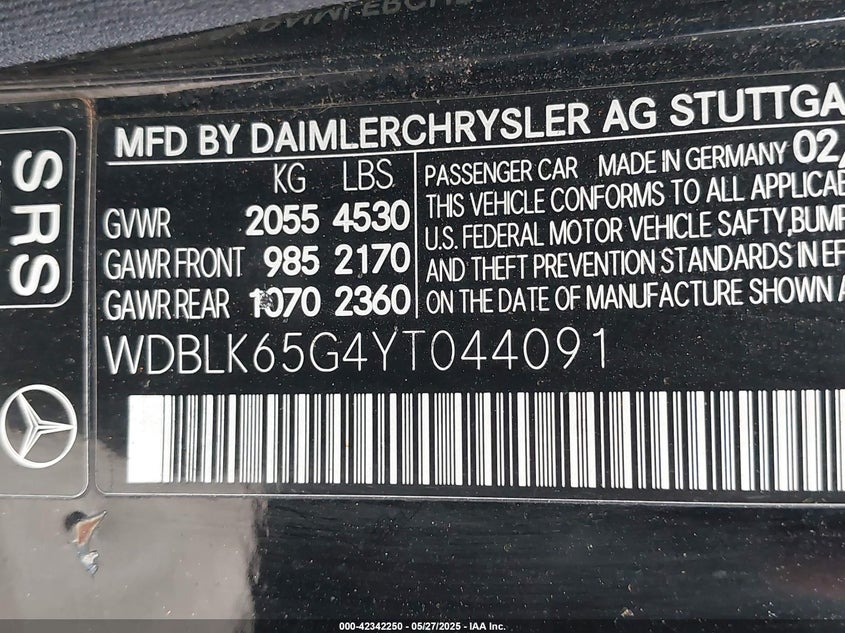 MFD BY DAIMLERCHRYSLER AG STUTTGA
SRS
KG LBS
GVWR 2055 4530
GAWR FRONT 985 2170
GAWR REAR 1070 2360
PASSENGER CAR MADE IN GERMANY 02
THIS VEHICLE CONFORMS TO ALL APPLICAB
U.S. FEDERAL MOTOR VEHICLE SAFTY, BUMP
AND THEFT PREVENTION STANDARDS IN EF
ON THE DATE OF MANUFACTURE SHOWN A
WDBLK65G4YT044091
000-42342250 - 05/27/2025 - IAA Inc.